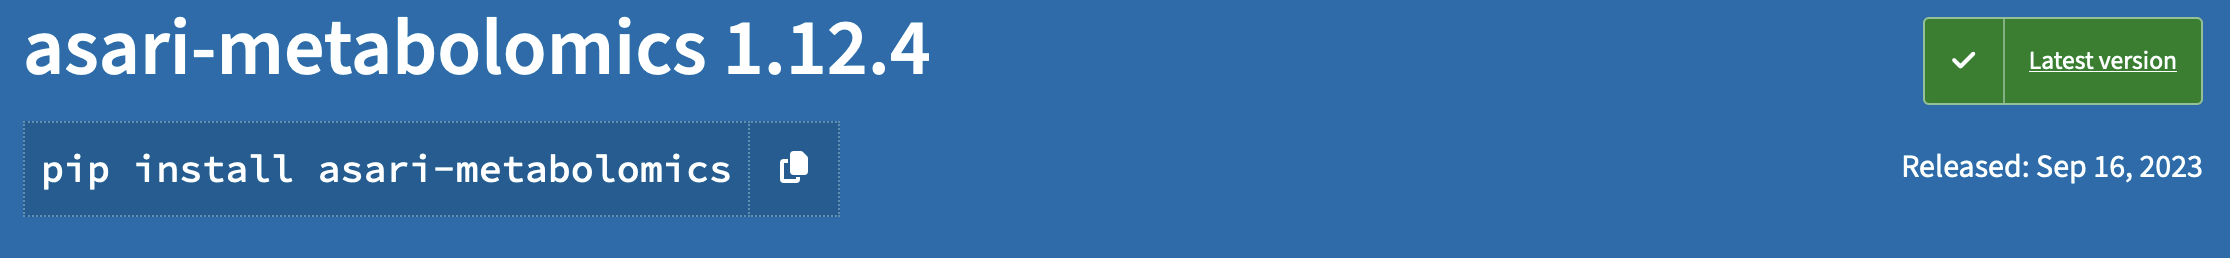 asari-metabolomics 1.12.4
Latest version
pip install asari-metabolomics
Released: Sep 16, 2023